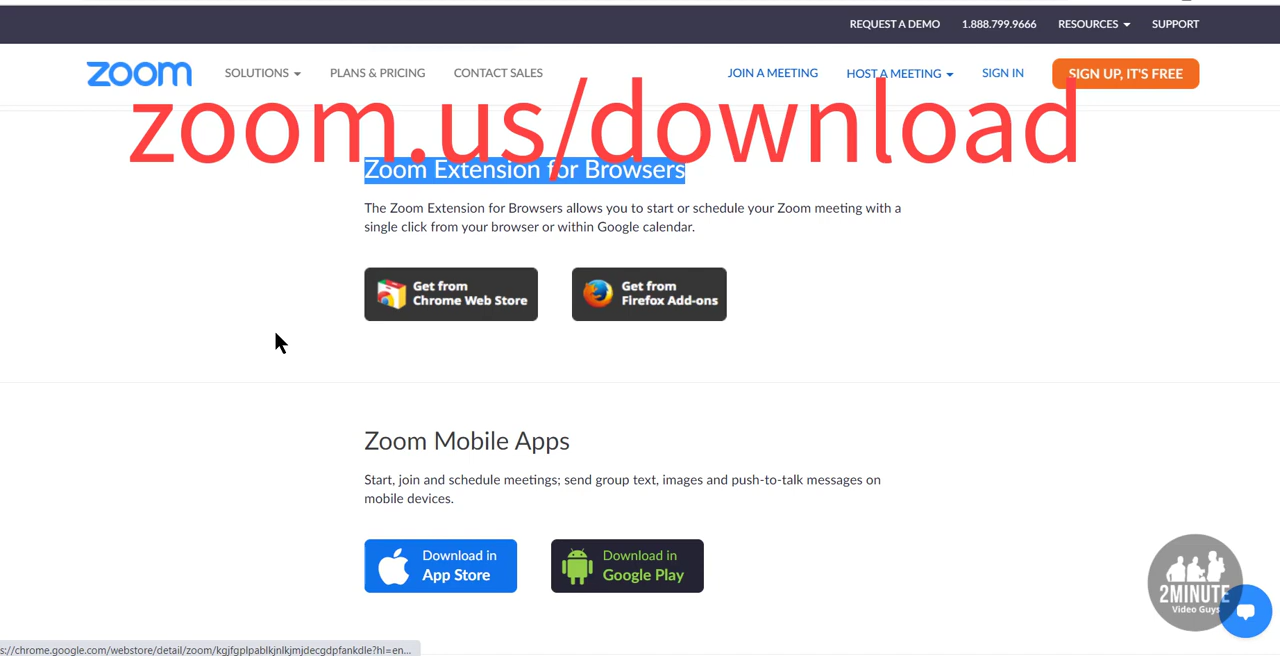 REQUEST A DEMO 1.888.799.9666 RESOURCES SUPPORT
zoom SOLUTIONS PLANS & PRICING CONTACT SALES JOIN A MEETING HOST A MEETING SIGN IN SIGN UP, IT'S FREE
zoom.us/download
Zoom Extension for Browsers
The Zoom Extension for Browsers allows you to start or schedule your Zoom meeting with a
single click from your browser or within Google calendar.
Get from
Chrome Web Store
Get from
Firefox Add-ons
Zoom Mobile Apps
Start, join and schedule meetings; send group text, images and push-to-talk messages on
mobile devices.
Download in
App Store
Download in
Google Play
2MINUTE
Video Guys
s://chrome.google.com/webstore/detail/zoom/kgjfgplpablkjnlkjmjdecgdpfankdle?hl=en...